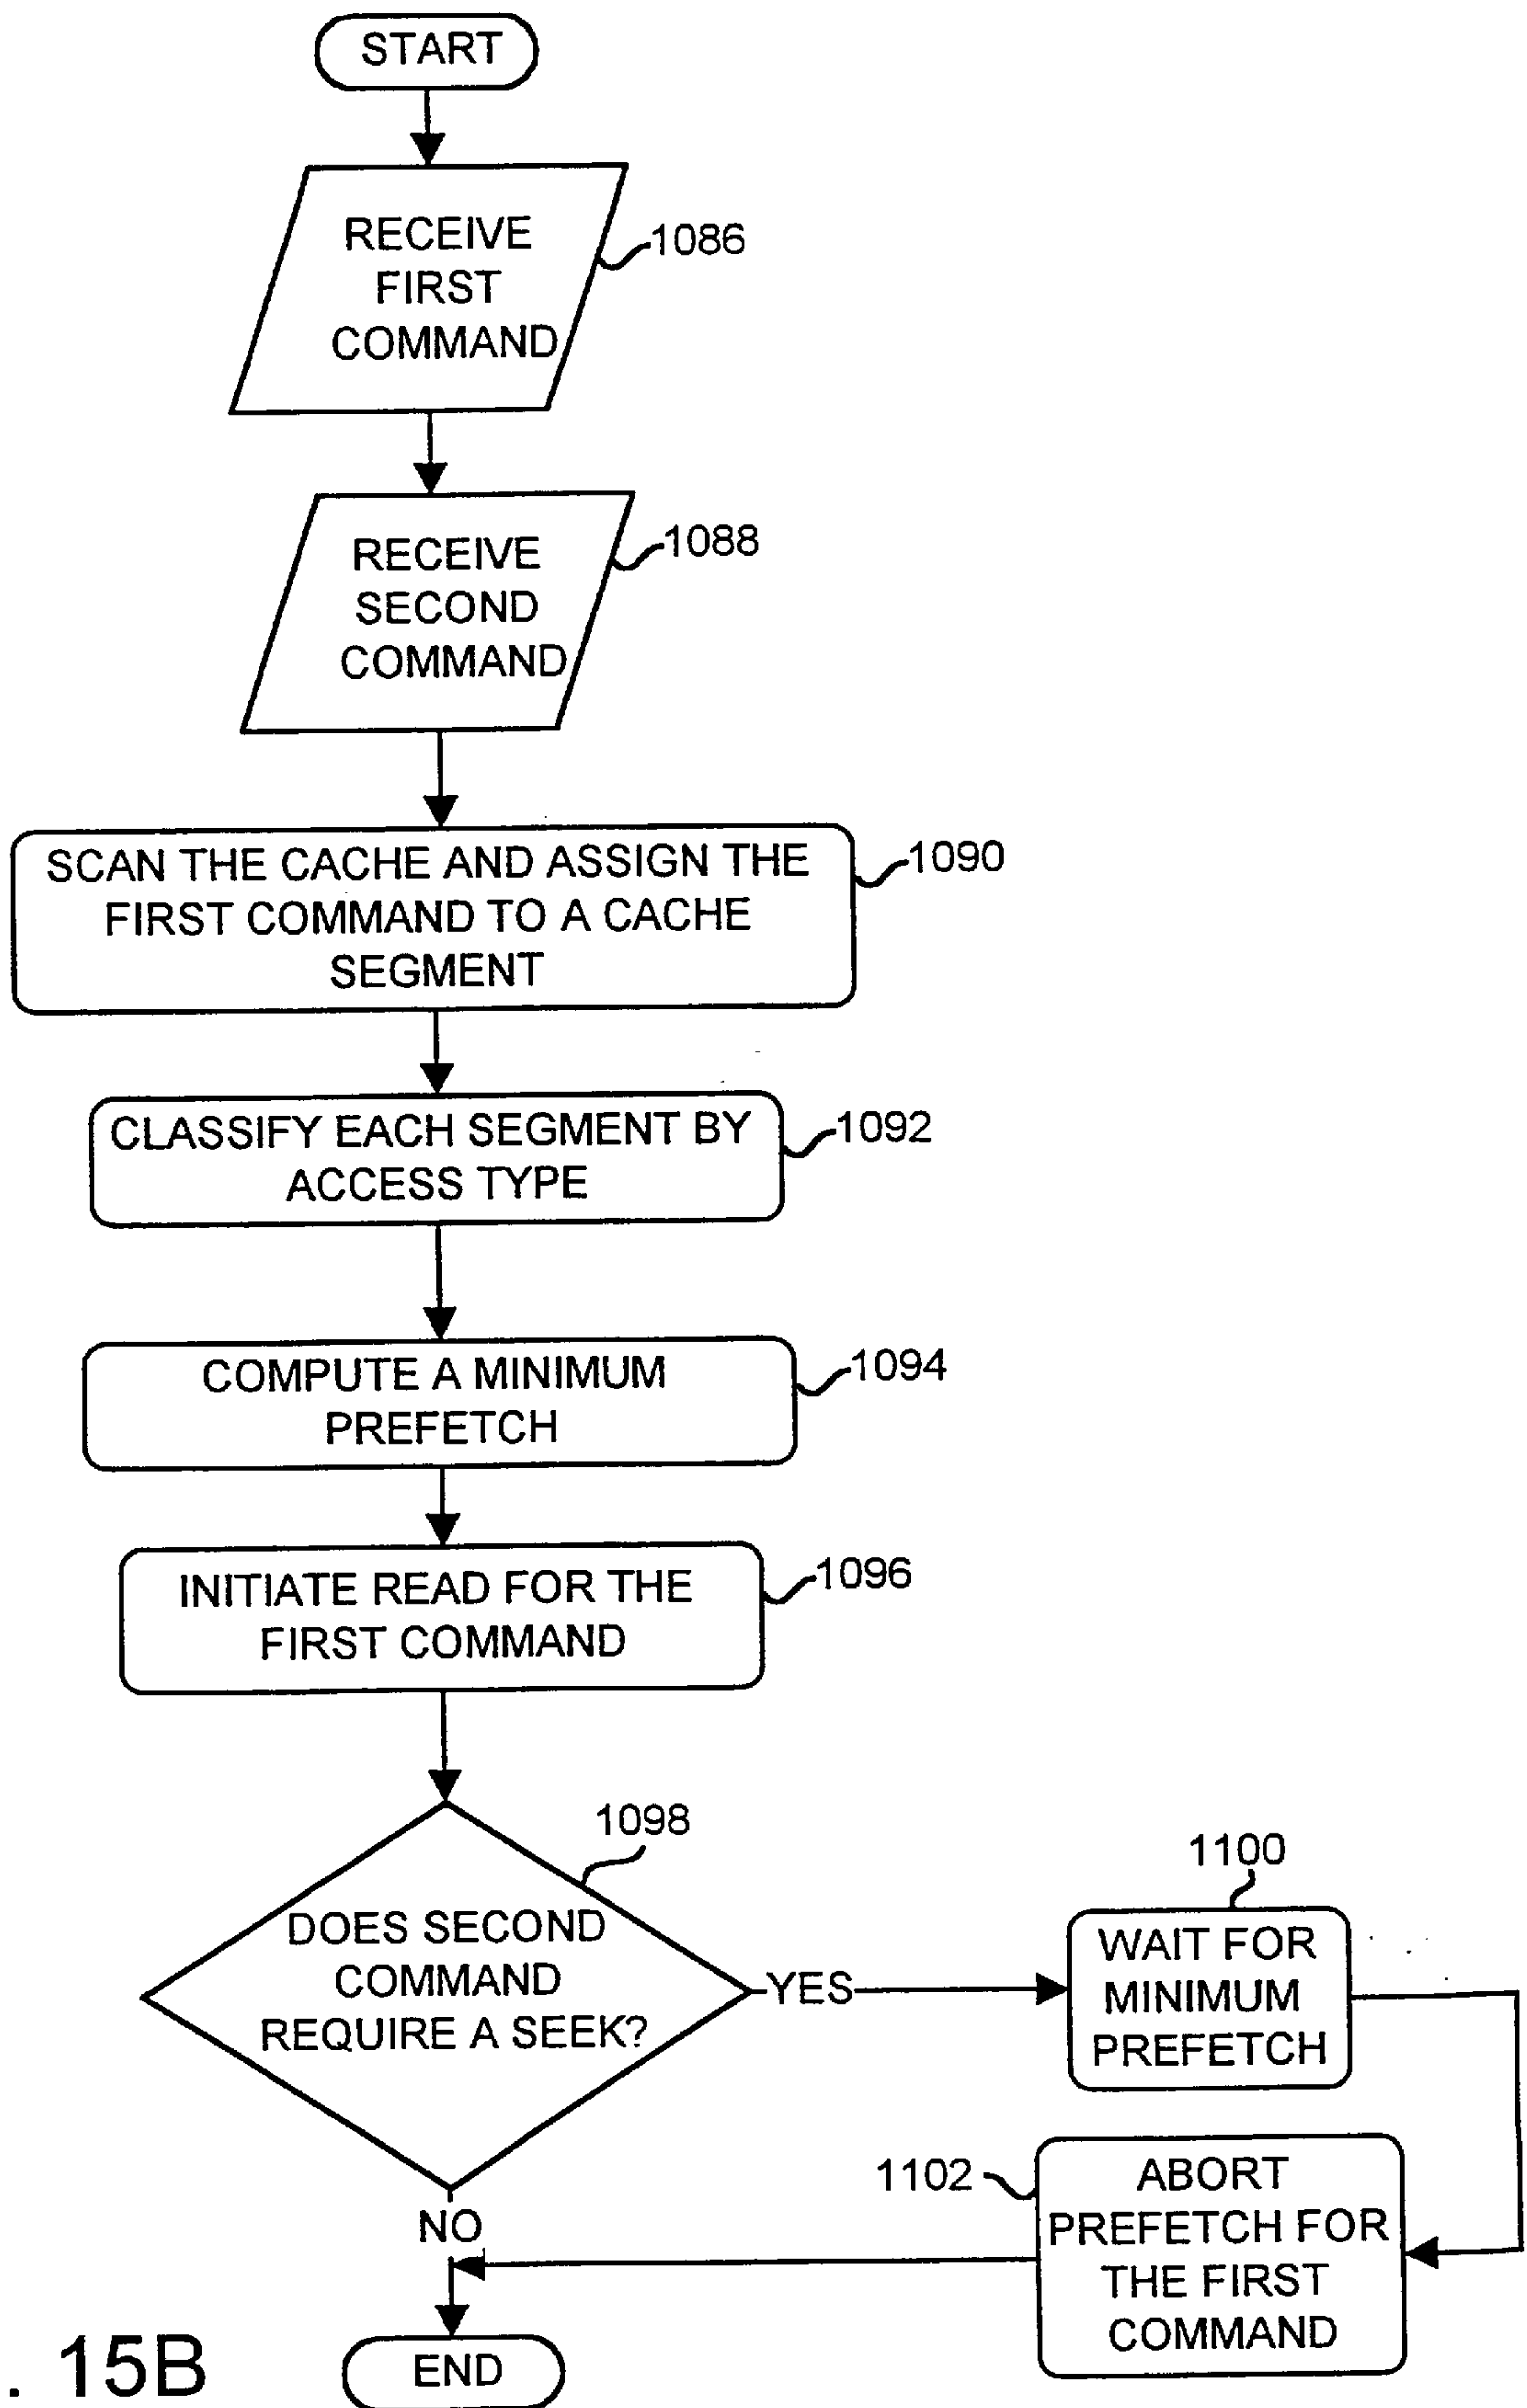 START
RECEIVE
FIRST
COMMAND
1086
RECEIVE
SECOND
COMMAND
1088
SCAN THE CACHE AND ASSIGN THE
FIRST COMMAND TO A CACHE
SEGMENT
1090
CLASSIFY EACH SEGMENT BY
ACCESS TYPE
1092
COMPUTE A MINIMUM
PREFETCH
1094
INITIATE READ FOR THE
FIRST COMMAND
1096
1098
DOES SECOND
COMMAND
REQUIRE A SEEK?
YES
1100
WAIT FOR
MINIMUM
PREFETCH
1102
ABORT
PREFETCH FOR
THE FIRST
COMMAND
NO
END
. 15B